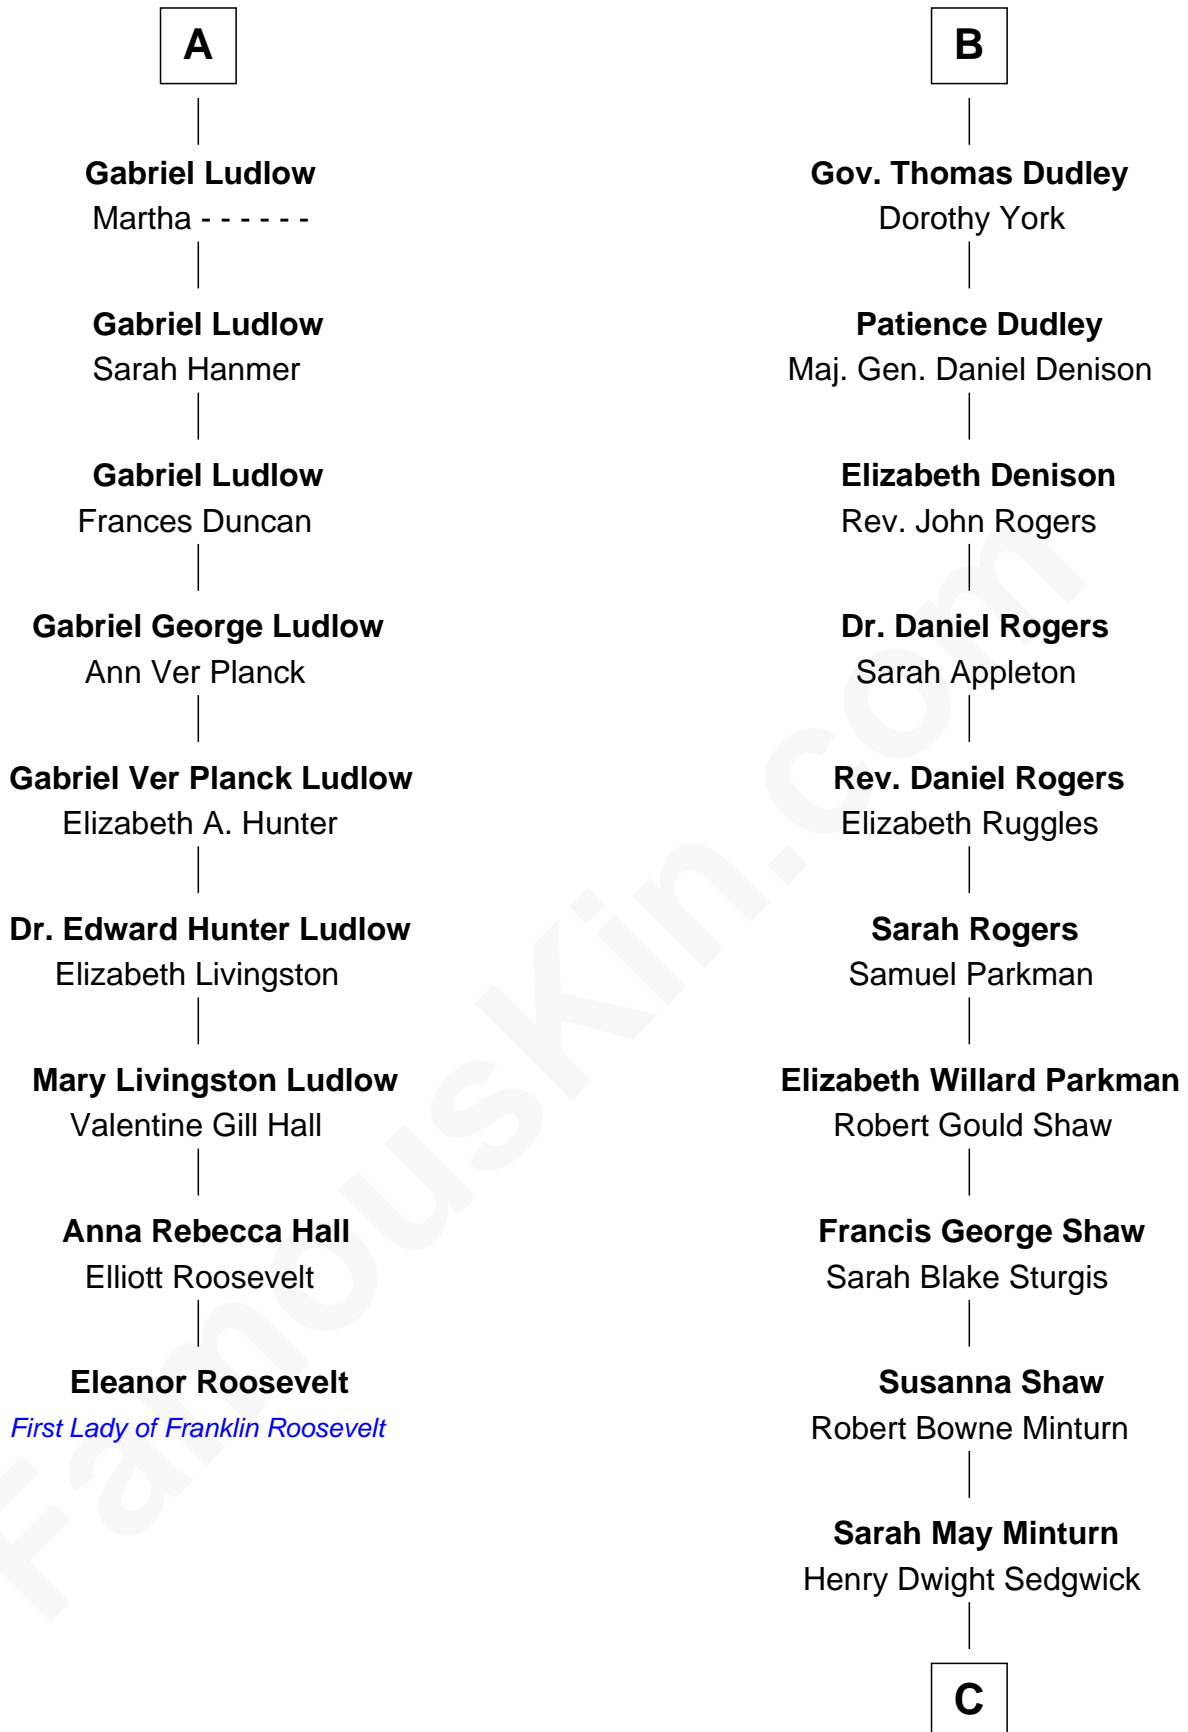 A
Gabriel Ludlow
Martha - - - - - -
Gabriel Ludlow
Sarah Hanmer
Gabriel Ludlow
Frances Duncan
Gabriel George Ludlow
Ann Ver Planck
Gabriel Ver Planck Ludlow
Elizabeth A. Hunter
Dr. Edward Hunter Ludlow
Elizabeth Livingston
Mary Livingston Ludlow
Valentine Gill Hall
Anna Rebecca Hall
Elliott Roosevelt
Eleanor Roosevelt
First Lady of Franklin Roosevelt
B
Gov. Thomas Dudley
Dorothy York
Patience Dudley
Maj. Gen. Daniel Denison
Elizabeth Denison
Rev. John Rogers
Dr. Daniel Rogers
Sarah Appleton
Rev. Daniel Rogers
Elizabeth Ruggles
Sarah Rogers
Samuel Parkman
Elizabeth Willard Parkman
Robert Gould Shaw
Francis George Shaw
Sarah Blake Sturgis
Susanna Shaw
Robert Bowne Minturn
Sarah May Minturn
Henry Dwight Sedgwick
C
FamousKin.com